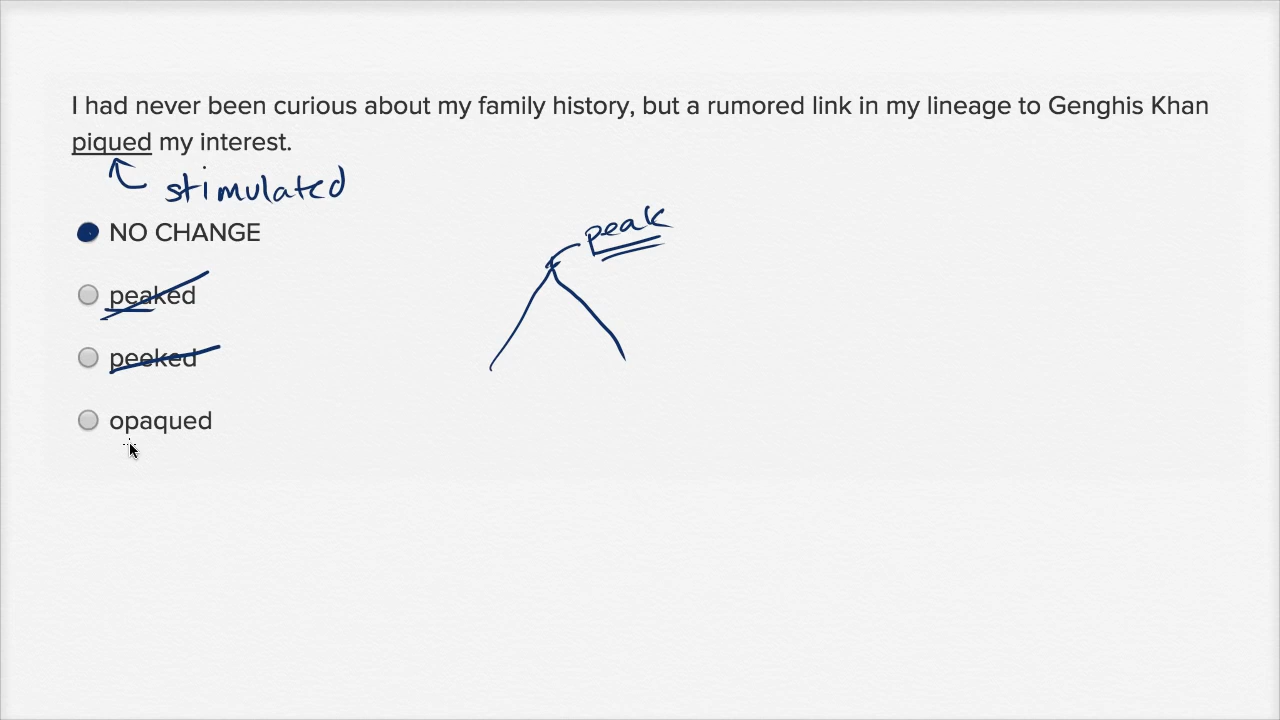 I had never been curious about my family history, but a rumored link in my lineage to Genghis Khan
piqued my interest.
stimulated
NO CHANGE
peak
peaked
peeked
opaqued